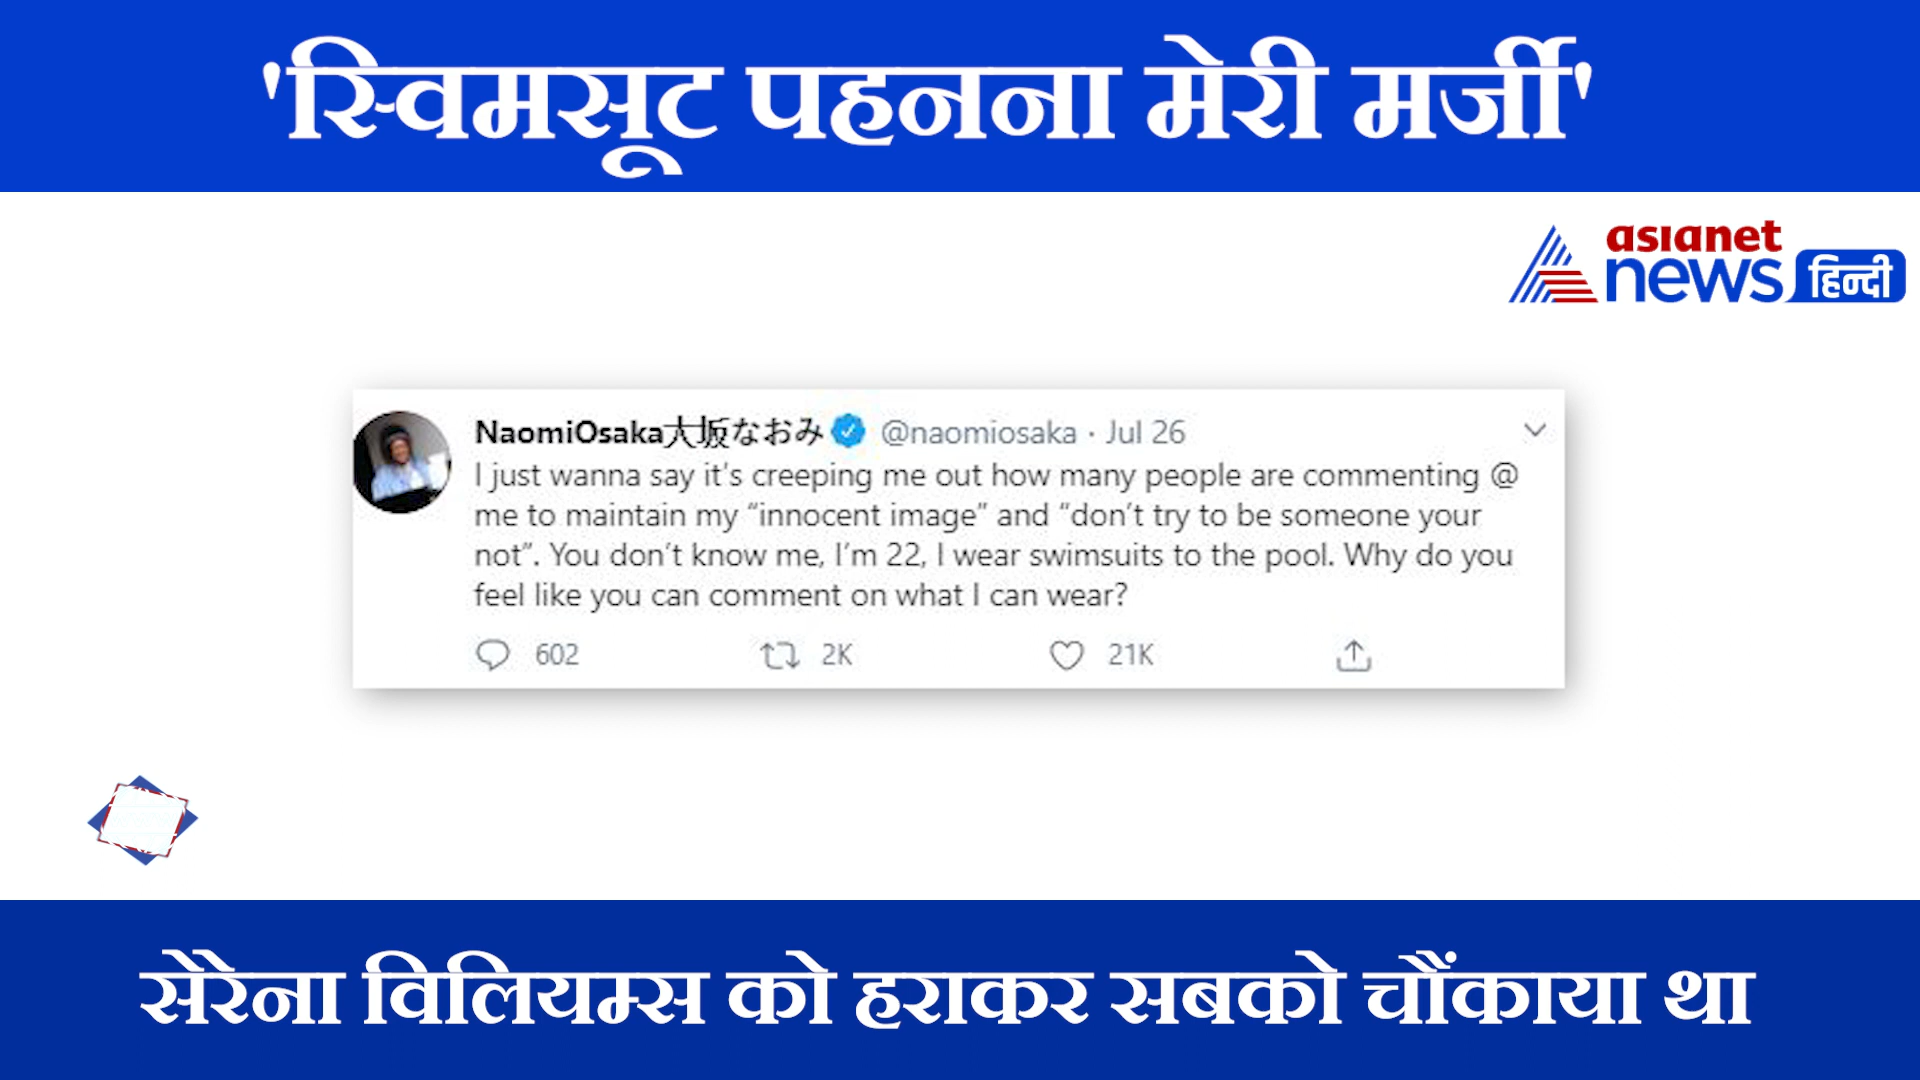 'स्विमसूट पहनना मेरी मर्जी'
asıanet
news हिन्दी
NaomiOsaka大坂なおみ @naomiosaka · Jul 26
I just wanna say it's creeping me out how many people are commenting @
me to maintain my “innocent image” and “don't try to be someone your
not”. You don't know me, I'm 22, I wear swimsuits to the pool. Why do you
feel like you can comment on what I can wear?
602 2K 21K
सेरेना विलियम्स को हराकर सबको चौंकाया था